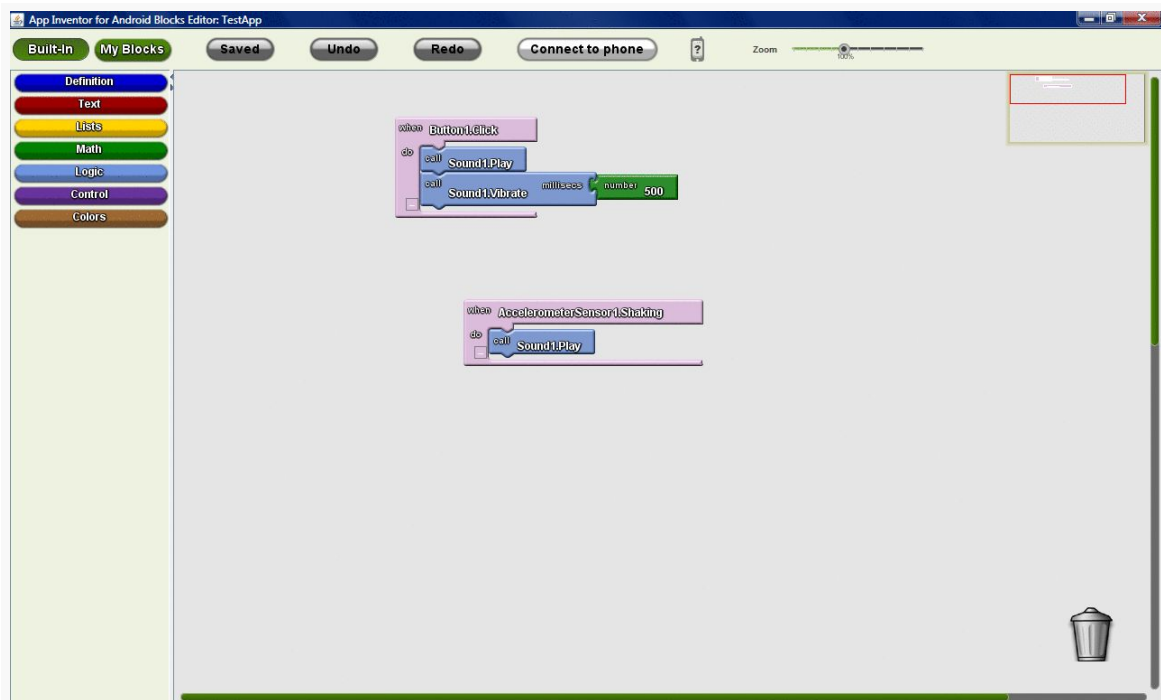 App Inventor for Android Blocks Editor: TestApp
Built-In My Blocks Saved Undo Redo Connect to phone ? Zoom 100%
Definition
Text
Lists
Math
Logic
Control
Colors
when Button1.Click
do call Sound1.Play
call Sound1.Vibrate millisecs number 500
when AccelerometerSensor1.Shaking
do call Sound1.Play